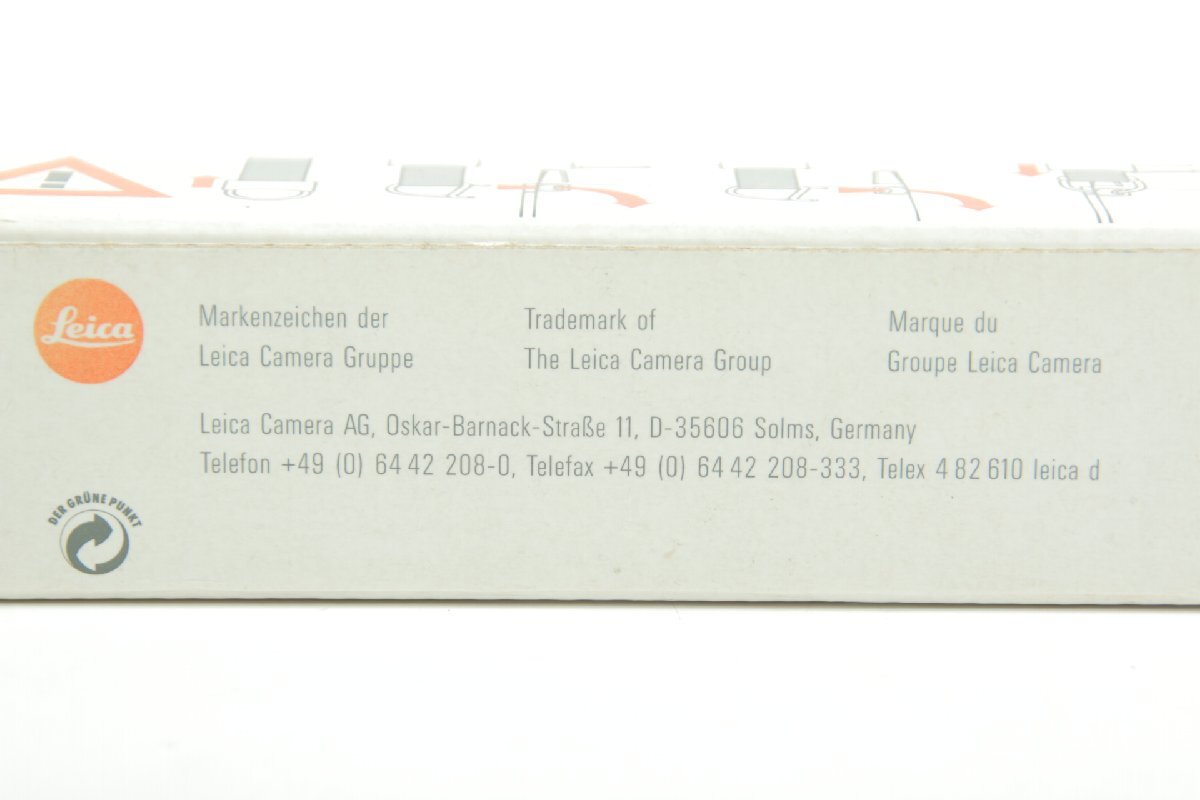 Leica
Markenzeichen der
Leica Camera Gruppe
Trademark of
The Leica Camera Group
Marque du
Groupe Leica Camera
Leica Camera AG, Oskar-Barnack-Straße 11, D-35606 Solms, Germany
Telefon +49 (0) 64 42 208-0, Telefax +49 (0) 64 42 208-333, Telex 4 82 610 leica d
DER GRÜNE PUNKT